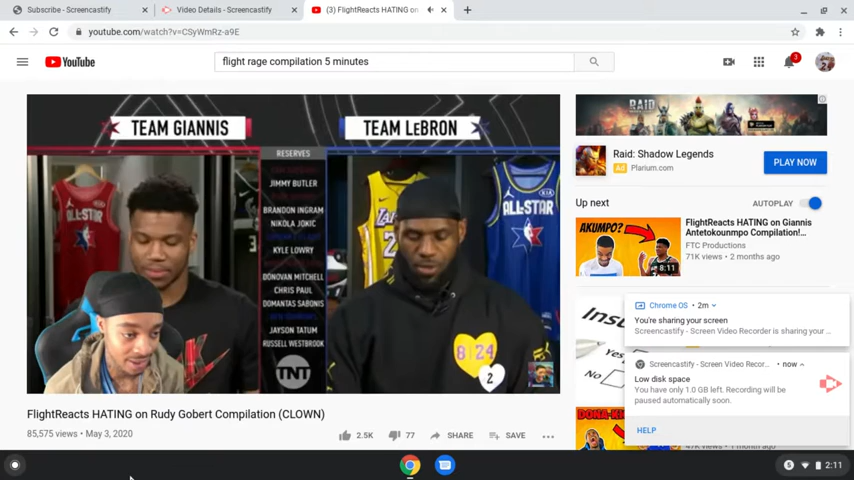 Subscribe - Screencastify
Video Details - Screencastify
(3) FlightReacts HATING on
youtube.com/watch?v=CSyWmRz-a9E
YouTube
flight rage compilation 5 minutes
3
TEAM GIANNIS
TEAM LEBRON
RESERVES
JIMMY BUTLER
BRANDON INGRAM
NIKOLA JOKIC
KYLE LOWRY
DONOVAN MITCHELL
CHRIS PAUL
DOMANTAS SABONIS
JAYSON TATUM
RUSSELL WESTBROOK
TNT
KIA
ALL-STAR
8 24
2
RAID
Raid: Shadow Legends
Ad Plarium.com
PLAY NOW
Up next
AUTOPLAY
AKUMPO?
8:11
FlightReacts HATING on Giannis
Antetokounmpo Compilation!...
FTC Productions
71K views • 2 months ago
Chrome OS • 2m
You're sharing your screen
Screencastify - Screen Video Recorder is sharing your ...
Screencastify - Screen Video Recor... • now
Low disk space
You have only 1.0 GB left. Recording will be
paused automatically soon.
HELP
FlightReacts HATING on Rudy Gobert Compilation (CLOWN)
85,575 views • May 3, 2020
2.5K
77
SHARE
SAVE
2:11